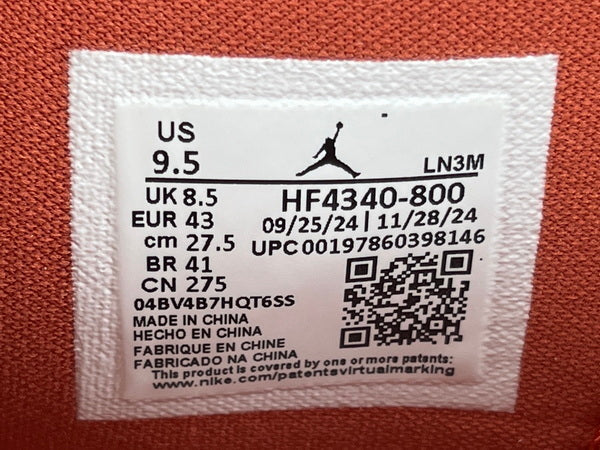 US
9.5
LN3M
UK 8.5
HF4340-800
EUR 43
09/25/24 | 11/28/24
cm 27.5
UPC 00197860398146
BR 41
CN 275
04BV4B7HQT6SS
MADE IN CHINA
HECHO EN CHINA
FABRIQUE EN CHINE
FABRICADO NA CHINA
This product is covered by one or more patents:
www.nike.com/patentsvirtualmarking